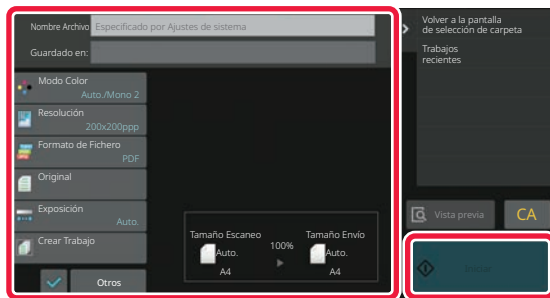 Nombre Archivo
Especificado por Ajustes de sistema
Guardado en:
Modo Color
Auto./Mono 2
Resolución
200x200ppp
Formato de Fichero
PDF
Original
Exposición
Auto.
Crear Trabajo
Otros
Tamaño Escaneo
100%
Tamaño Envío
Auto.
Auto.
A4
A4
Volver a la pantalla
de selección de carpeta
Trabajos
recientes
Vista previa
CA
Iniciar